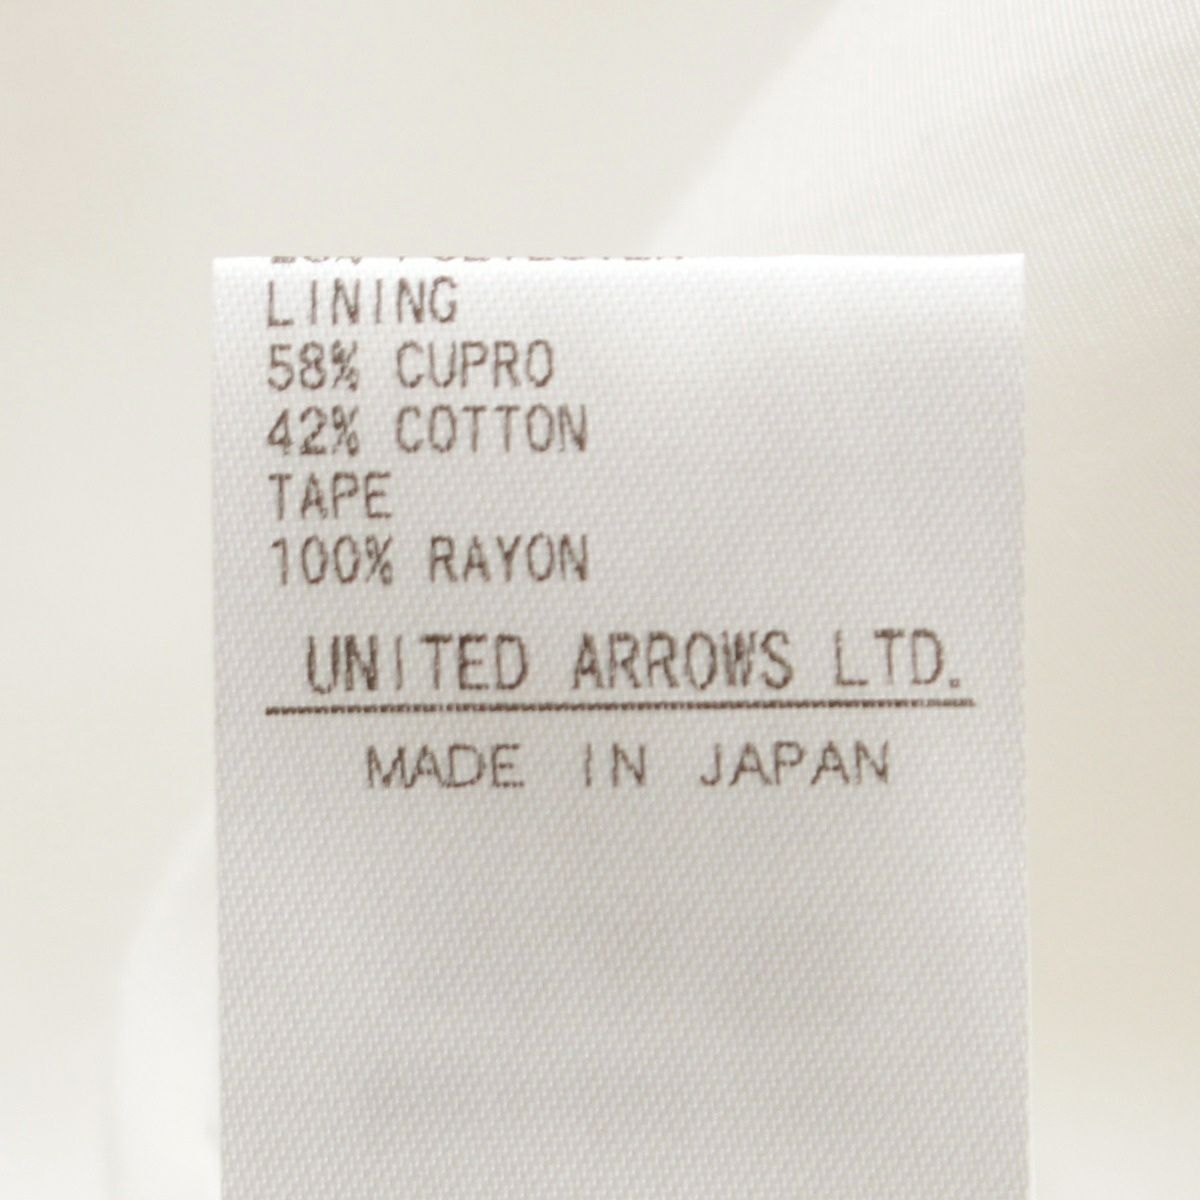 LINING
58% CUPRO
42% COTTON
TAPE
100% RAYON
UNITED ARROWS LTD.
MADE IN JAPAN